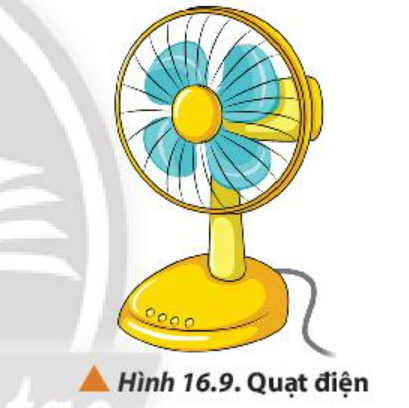 ▲ Hình 16.9. Quạt điện